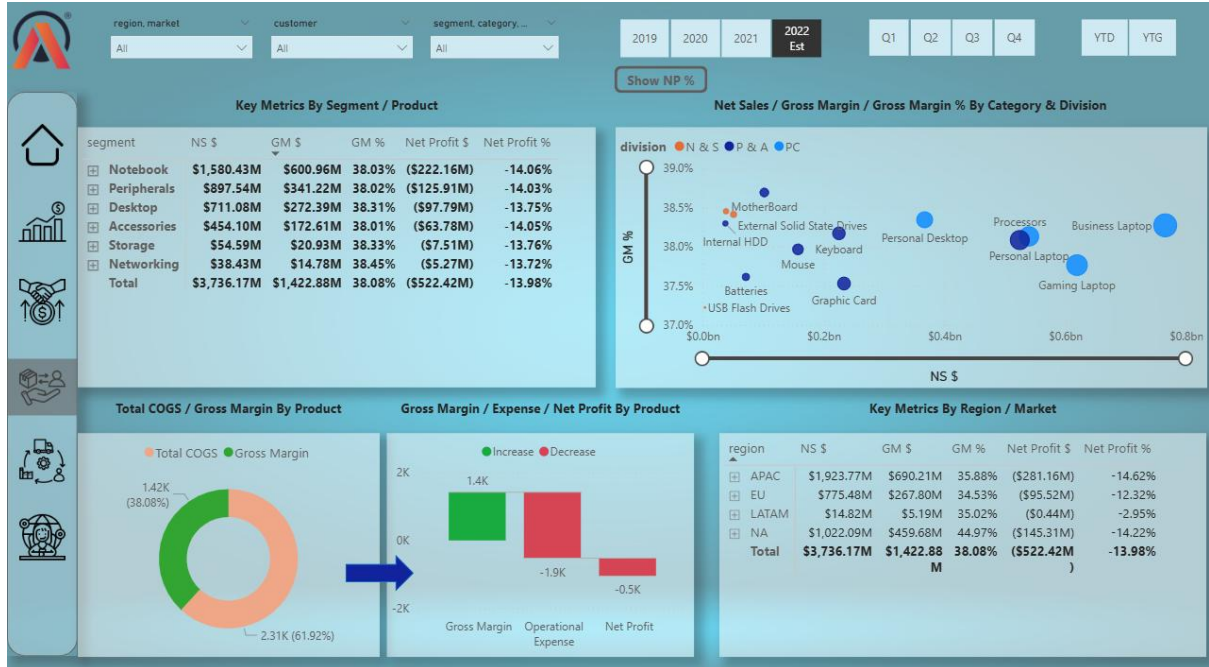 region, market customer segment, category, ...
All All All
2019 2020 2021 2022 Est Q1 Q2 Q3 Q4 YTD YTG
Show NP %
Key Metrics By Segment / Product
segment NS $ GM $ GM % Net Profit $ Net Profit %
Notebook $1,580.43M $600.96M 38.03% ($222.16M) -14.06%
Peripherals $897.54M $341.22M 38.02% ($125.91M) -14.03%
Desktop $711.08M $272.39M 38.31% ($97.79M) -13.75%
Accessories $454.10M $172.61M 38.01% ($63.78M) -14.05%
Storage $54.59M $20.93M 38.33% ($7.51M) -13.76%
Networking $38.43M $14.78M 38.45% ($5.27M) -13.72%
Total $3,736.17M $1,422.88M 38.08% ($522.42M) -13.98%
Net Sales / Gross Margin / Gross Margin % By Category & Division
division N & S P & A PC
39.0%
38.5%
38.0%
37.5%
37.0%
GM %
MotherBoard
External Solid State Drives
Internal HDD
Keyboard
Mouse
Batteries
USB Flash Drives
Graphic Card
Personal Desktop
Processors
Personal Laptop
Business Laptop
Gaming Laptop
$0.0bn $0.2bn $0.4bn $0.6bn $0.8bn
NS $
Total COGS / Gross Margin By Product
Total COGS Gross Margin
1.42K
(38.08%)
2.31K (61.92%)
Gross Margin / Expense / Net Profit By Product
Increase Decrease
2K
0K
-2K
1.4K
-1.9K
-0.5K
Gross Margin Operational Net Profit
Expense
Key Metrics By Region / Market
region NS $ GM $ GM % Net Profit $ Net Profit %
APAC $1,923.77M $690.21M 35.88% ($281.16M) -14.62%
EU $775.48M $267.80M 34.53% ($95.52M) -12.32%
LATAM $14.82M $5.19M 35.02% ($0.44M) -2.95%
NA $1,022.09M $459.68M 44.97% ($145.31M) -14.22%
Total $3,736.17M $1,422.88 38.08% ($522.42M -13.98%
M )